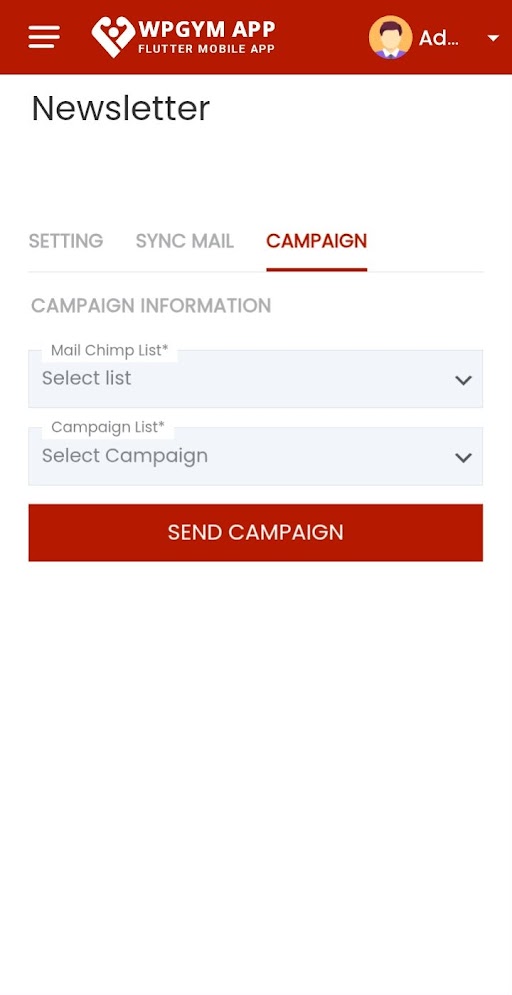 WPGYM APP
FLUTTER MOBILE APP
Ad...
Newsletter
SETTING SYNC MAIL CAMPAIGN
CAMPAIGN INFORMATION
Mail Chimp List*
Select list
Campaign List*
Select Campaign
SEND CAMPAIGN